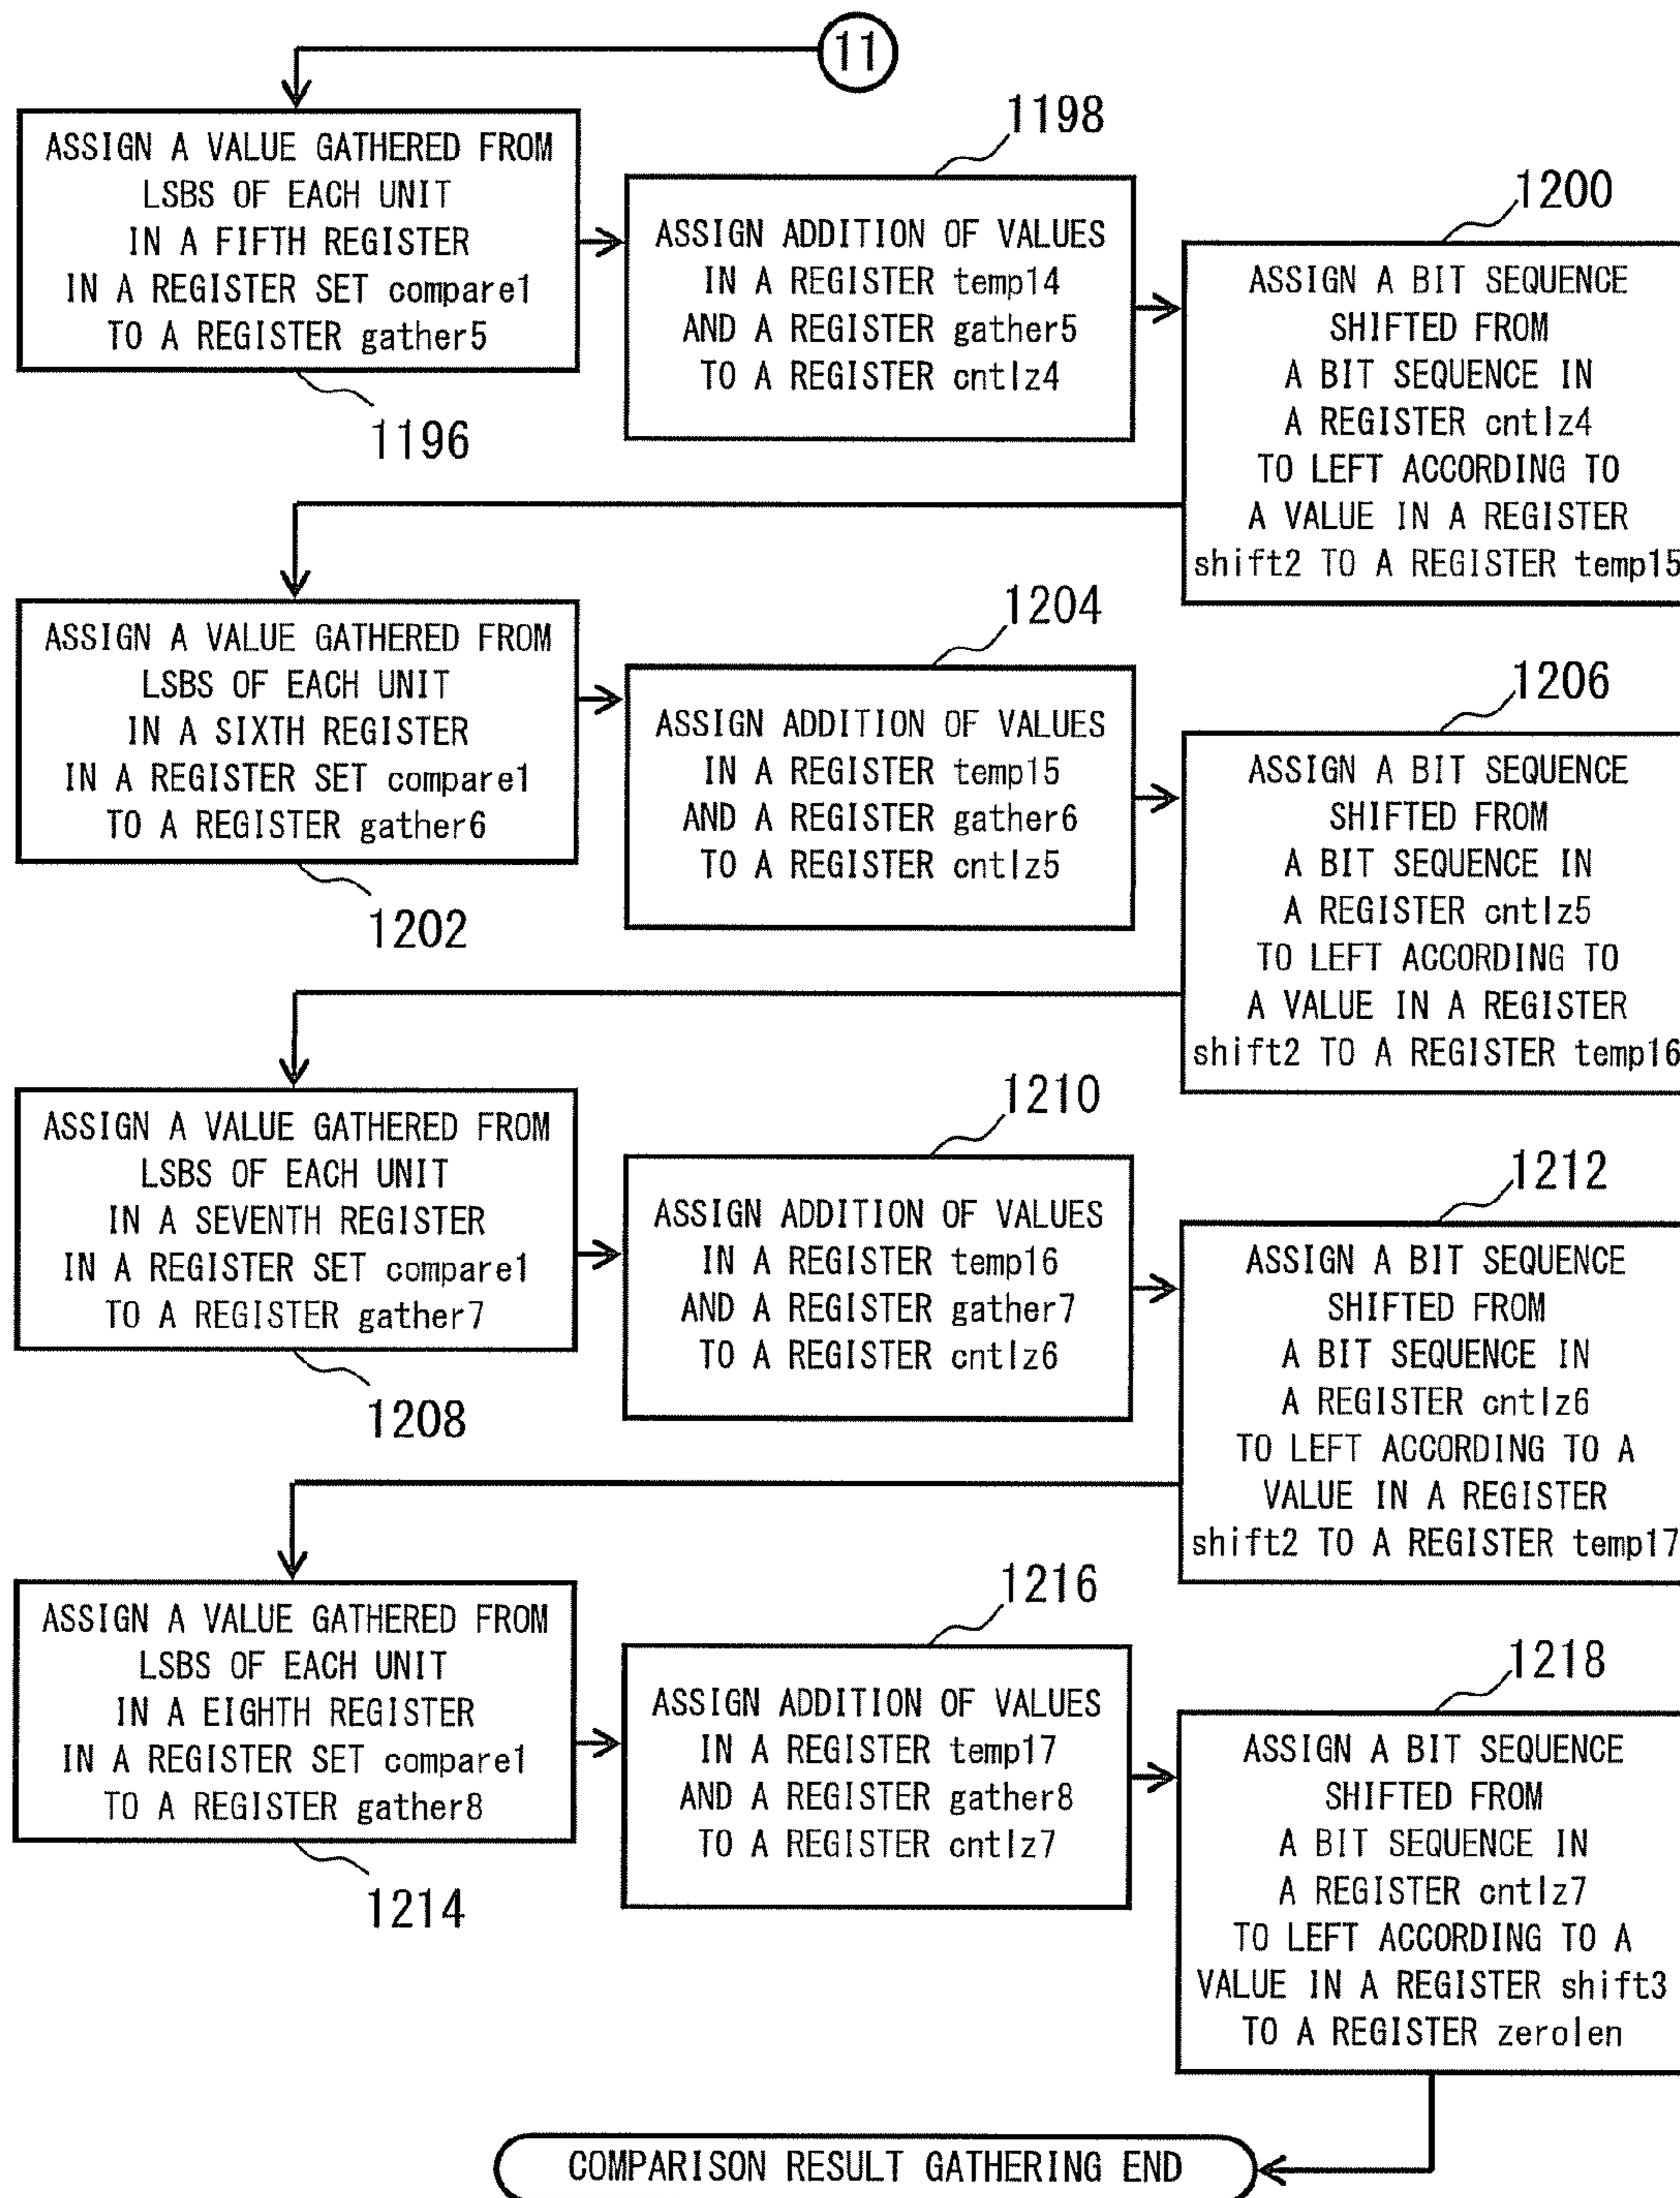 11
ASSIGN A VALUE GATHERED FROM
LSBS OF EACH UNIT
IN A FIFTH REGISTER
IN A REGISTER SET compare1
TO A REGISTER gather5
1196
1198
ASSIGN ADDITION OF VALUES
IN A REGISTER temp14
AND A REGISTER gather5
TO A REGISTER cntlz4
1200
ASSIGN A BIT SEQUENCE
SHIFTED FROM
A BIT SEQUENCE IN
A REGISTER cntlz4
TO LEFT ACCORDING TO
A VALUE IN A REGISTER
shift2 TO A REGISTER temp15
ASSIGN A VALUE GATHERED FROM
LSBS OF EACH UNIT
IN A SIXTH REGISTER
IN A REGISTER SET compare1
TO A REGISTER gather6
1202
1204
ASSIGN ADDITION OF VALUES
IN A REGISTER temp15
AND A REGISTER gather6
TO A REGISTER cntlz5
1206
ASSIGN A BIT SEQUENCE
SHIFTED FROM
A BIT SEQUENCE IN
A REGISTER cntlz5
TO LEFT ACCORDING TO
A VALUE IN A REGISTER
shift2 TO A REGISTER temp16
ASSIGN A VALUE GATHERED FROM
LSBS OF EACH UNIT
IN A SEVENTH REGISTER
IN A REGISTER SET compare1
TO A REGISTER gather7
1208
1210
ASSIGN ADDITION OF VALUES
IN A REGISTER temp16
AND A REGISTER gather7
TO A REGISTER cntlz6
1212
ASSIGN A BIT SEQUENCE
SHIFTED FROM
A BIT SEQUENCE IN
A REGISTER cntlz6
TO LEFT ACCORDING TO A
VALUE IN A REGISTER
shift2 TO A REGISTER temp17
ASSIGN A VALUE GATHERED FROM
LSBS OF EACH UNIT
IN A EIGHTH REGISTER
IN A REGISTER SET compare1
TO A REGISTER gather8
1214
1216
ASSIGN ADDITION OF VALUES
IN A REGISTER temp17
AND A REGISTER gather8
TO A REGISTER cntlz7
1218
ASSIGN A BIT SEQUENCE
SHIFTED FROM
A BIT SEQUENCE IN
A REGISTER cntlz7
TO LEFT ACCORDING TO A
VALUE IN A REGISTER shift3
TO A REGISTER zerolen
COMPARISON RESULT GATHERING END